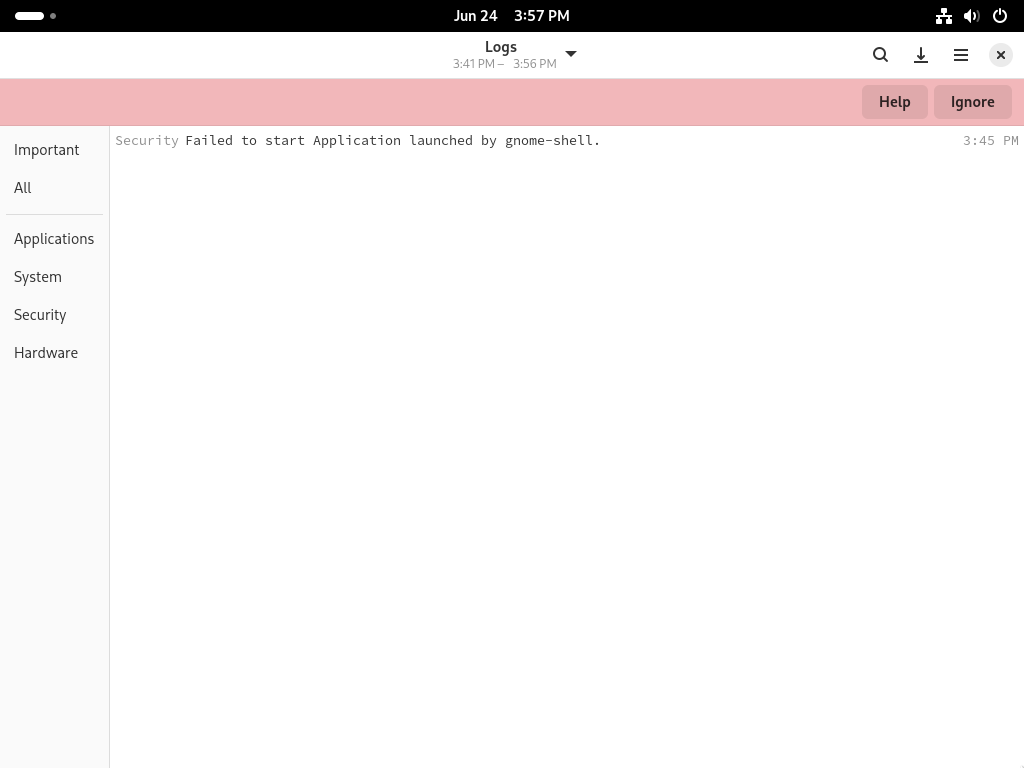 Jun 24 3:57 PM
Logs
3:41 PM – 3:56 PM
Help Ignore
Important
All
Applications
System
Security
Hardware
Security Failed to start Application launched by gnome-shell. 3:45 PM